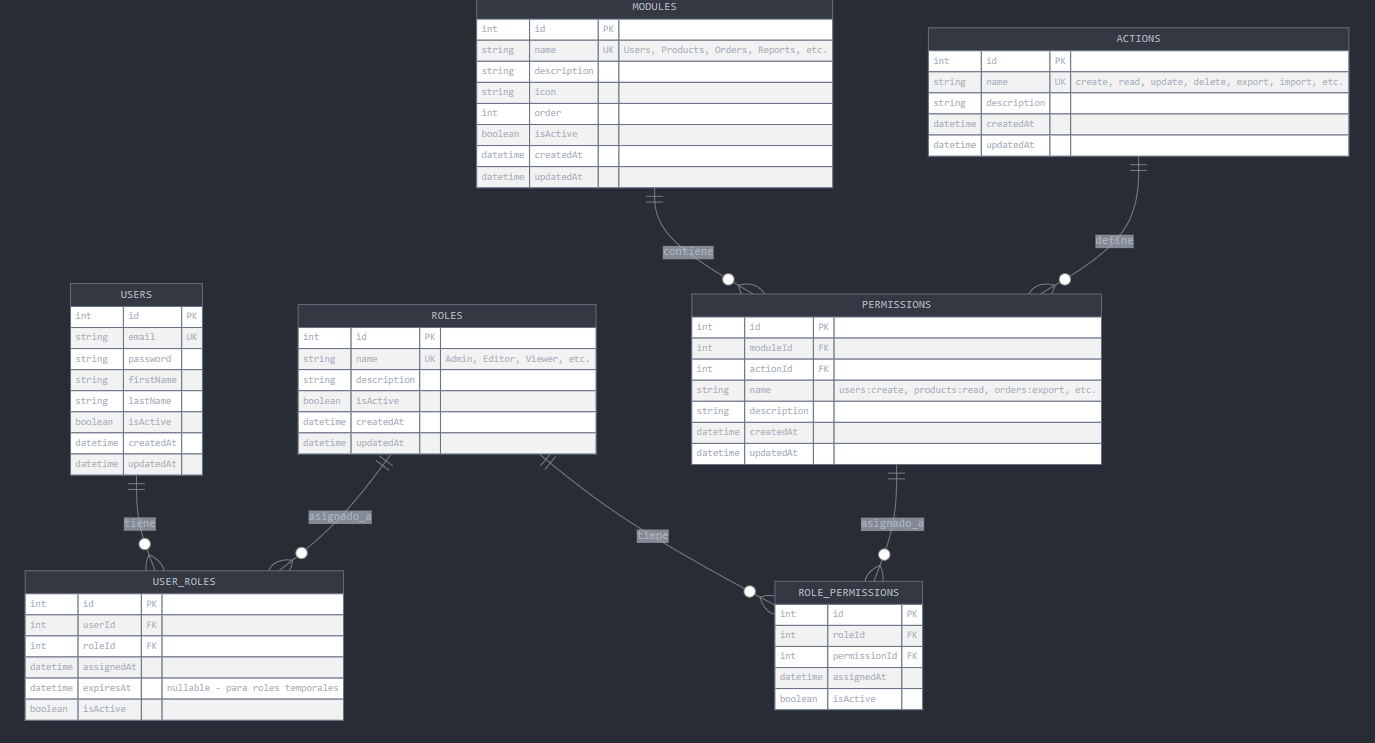 MODULES
int id PK
string name UK Users, Products, Orders, Reports, etc.
string description
string icon
int order
boolean isActive
datetime createdAt
datetime updatedAt
ACTIONS
int id PK
string name UK create, read, update, delete, export, import, etc.
string description
datetime createdAt
datetime updatedAt
contiene
define
USERS
int id PK
string email UK
string password
string firstName
string lastName
boolean isActive
datetime createdAt
datetime updatedAt
ROLES
int id PK
string name UK Admin, Editor, Viewer, etc.
string description
boolean isActive
datetime createdAt
datetime updatedAt
PERMISSIONS
int id PK
int moduleId FK
int actionId FK
string name users:create, products:read, orders:export, etc.
string description
datetime createdAt
datetime updatedAt
tiene
asignado_a
tiene
asignado_a
USER_ROLES
int id PK
int userId FK
int roleId FK
datetime assignedAt
datetime expiresAt nullable - para roles temporales
boolean isActive
ROLE_PERMISSIONS
int id PK
int roleId FK
int permissionId FK
datetime assignedAt
boolean isActive